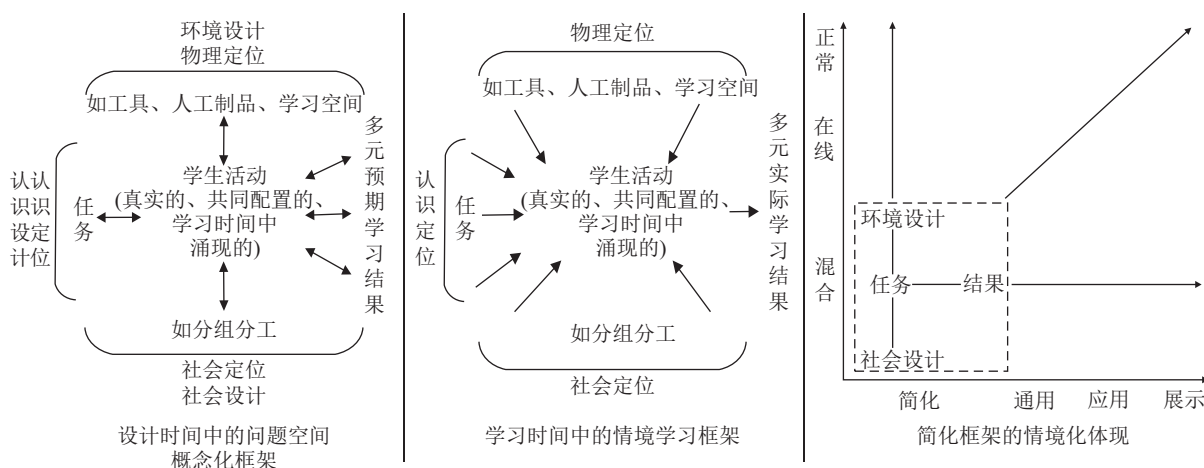 环境设计
物理定位
如工具、人工制品、学习空间
认识设计
认识定位
任务
学生活动
(真实的、共同配置的、
学习时间中
涌现的)
多元预期学习结果
如分组分工
社会定位
社会设计
设计时间中的问题空间
概念化框架
物理定位
如工具、人工制品、学习空间
认识定位
任务
学生活动
(真实的、共同配置的、
学习时间中
涌现的)
多元实际学习结果
如分组分工
社会定位
学习时间中的情境学习框架
正常
在线
混合
环境设计
任务
结果
社会设计
简化
通用
应用
展示
简化框架的情境化体现